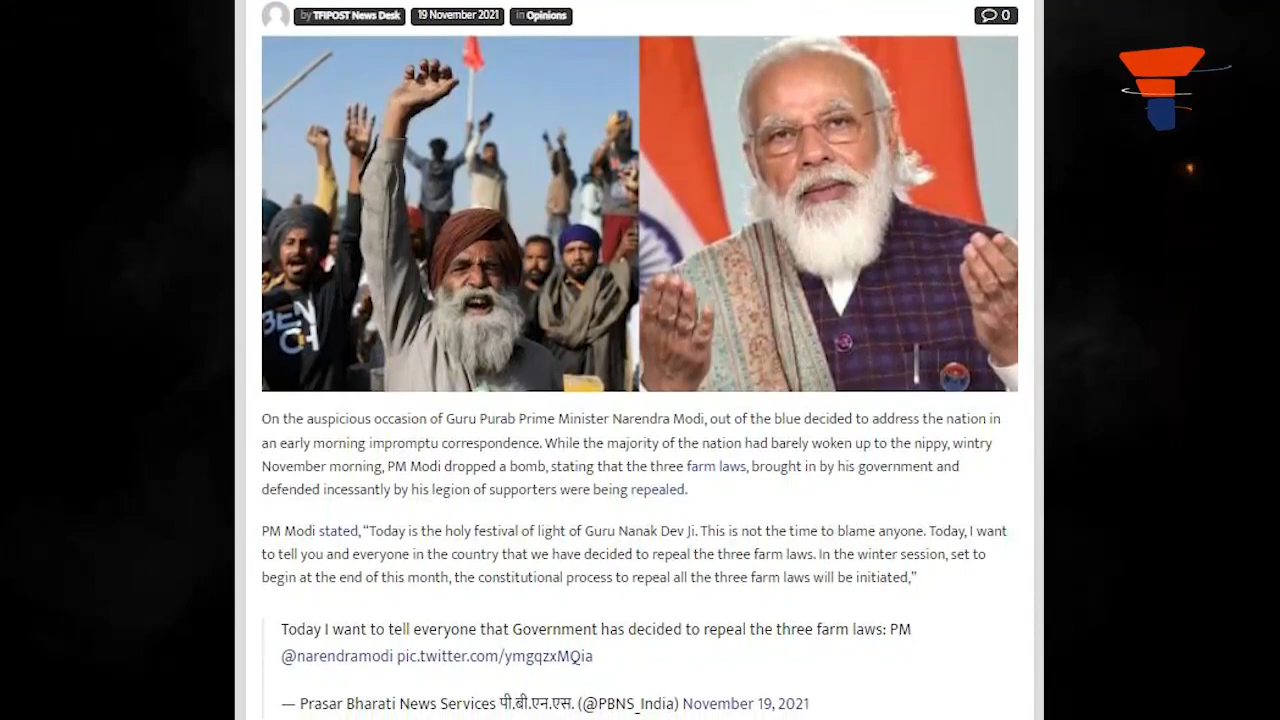 by TFIPOST News Desk 19 November 2021 in Opinions 0
BEN
CH
On the auspicious occasion of Guru Purab Prime Minister Narendra Modi, out of the blue decided to address the nation in
an early morning impromptu correspondence. While the majority of the nation had barely woken up to the nippy, wintry
November morning, PM Modi dropped a bomb, stating that the three farm laws, brought in by his government and
defended incessantly by his legion of supporters were being repealed.
PM Modi stated, “Today is the holy festival of light of Guru Nanak Dev Ji. This is not the time to blame anyone. Today, I want
to tell you and everyone in the country that we have decided to repeal the three farm laws. In the winter session, set to
begin at the end of this month, the constitutional process to repeal all the three farm laws will be initiated,”
Today I want to tell everyone that Government has decided to repeal the three farm laws: PM
@narendramodi pic.twitter.com/ymgqzxMQia
— Prasar Bharati News Services पी.बी.एन.एस. (@PBNS_India) November 19, 2021